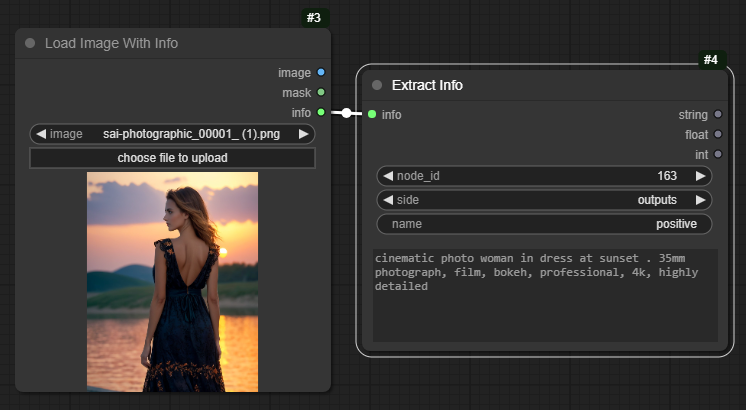 #3
Load Image With Info
image
mask
info
image sai-photographic_00001_ (1).png
choose file to upload
#4
Extract Info
info string
float
int
node_id 163
side outputs
name positive
cinematic photo woman in dress at sunset . 35mm
photograph, film, bokeh, professional, 4k, highly
detailed